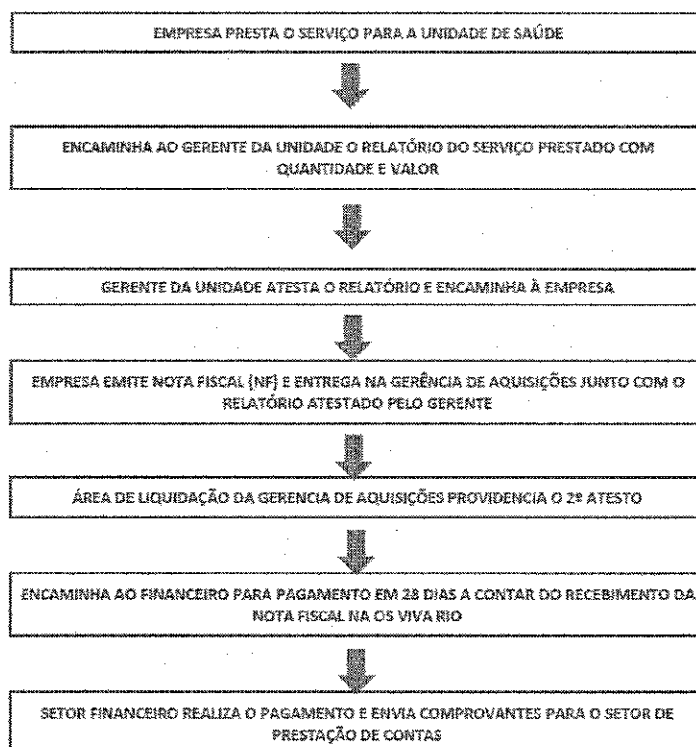 EMPRESA PRESTA O SERVIÇO PARA A UNIDADE DE SAÚDE
ENCAMINHA AO GERENTE DA UNIDADE O RELATÓRIO DO SERVIÇO PRESTADO COM
QUANTIDADE E VALOR
GERENTE DA UNIDADE ATESTA O RELATÓRIO E ENCAMINHA À EMPRESA
EMPRESA EMITE NOTA FISCAL (NF) E ENTREGA NA GERÊNCIA DE AQUISIÇÕES JUNTO COM O
RELATÓRIO ATESTADO PELO GERENTE
ÁREA DE LIQUIDAÇÃO DA GERENCIA DE AQUISIÇÕES PROVIDENCIA O 2º ATESTO
ENCAMINHA AO FINANCEIRO PARA PAGAMENTO EM 28 DIAS A CONTAR DO RECEBIMENTO DA
NOTA FISCAL NA OS VIVA RIO
SETOR FINANCEIRO REALIZA O PAGAMENTO E ENVIA COMPROVANTES PARA O SETOR DE
PRESTAÇÃO DE CONTAS